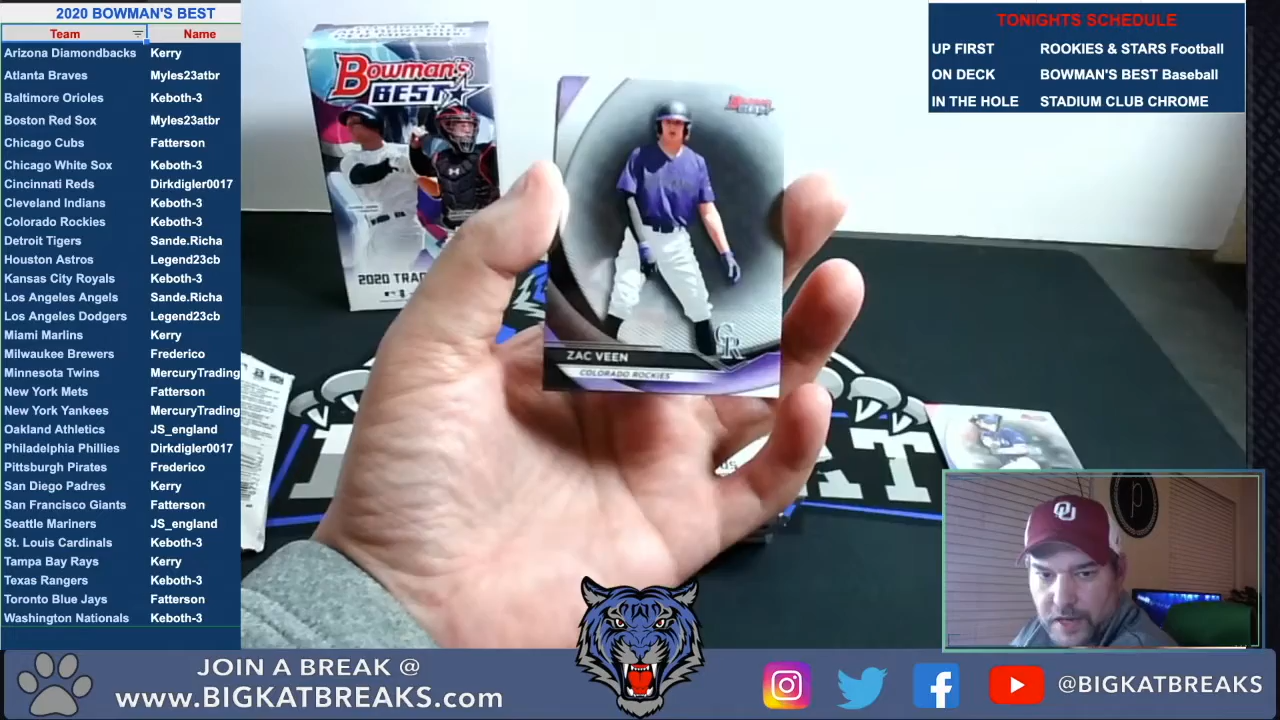 2020 BOWMAN'S BEST
Team Name
Arizona Diamondbacks Kerry
Atlanta Braves Myles23atbr
Baltimore Orioles Keboth-3
Boston Red Sox Myles23atbr
Chicago Cubs Fatterson
Chicago White Sox Keboth-3
Cincinnati Reds Dirkdigler0017
Cleveland Indians Keboth-3
Colorado Rockies Keboth-3
Detroit Tigers Sande.Richa
Houston Astros Legend23cb
Kansas City Royals Keboth-3
Los Angeles Angels Sande.Richa
Los Angeles Dodgers Legend23cb
Miami Marlins Kerry
Milwaukee Brewers Frederico
Minnesota Twins MercuryTrading
New York Mets Fatterson
New York Yankees MercuryTrading
Oakland Athletics JS_england
Philadelphia Phillies Dirkdigler0017
Pittsburgh Pirates Frederico
San Diego Padres Kerry
San Francisco Giants Fatterson
Seattle Mariners JS_england
St. Louis Cardinals Keboth-3
Tampa Bay Rays Kerry
Texas Rangers Keboth-3
Toronto Blue Jays Fatterson
Washington Nationals Keboth-3
TONIGHTS SCHEDULE
UP FIRST ROOKIES & STARS Football
ON DECK BOWMAN'S BEST Baseball
IN THE HOLE STADIUM CLUB CHROME
Bowman's
BEST
2020 TRA
Bowman's
BEST
CR
ZAC VEEN
COLORADO ROCKIES
AT
OU
P
JOIN A BREAK @
www.BIGKATBREAKS.com
@BIGKATBREAKS